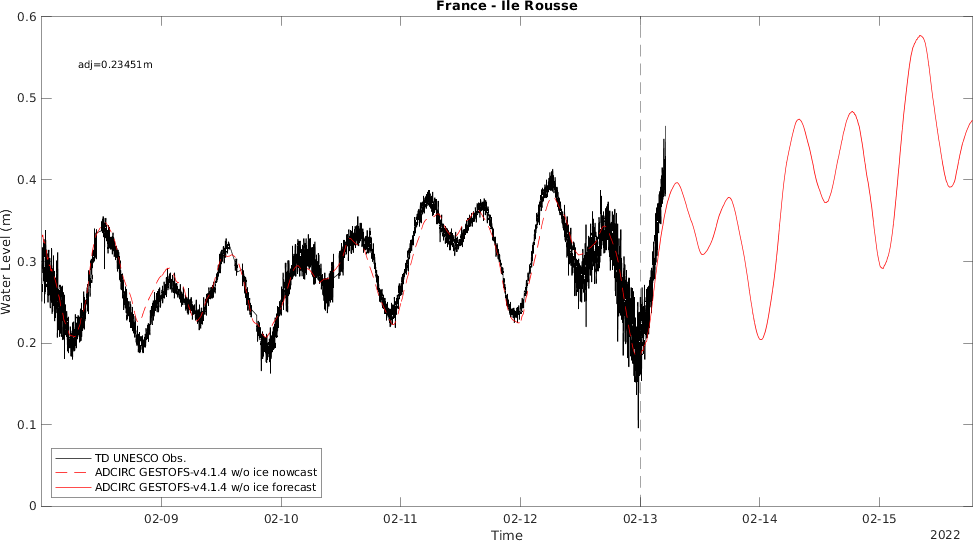 France - Ile Rousse
0.6
adj=0.23451m
0.5
0.4
0.3
Water Level (m)
0.2
0.1
TD UNESCO Obs.
ADCIRC GESTOFS-v4.1.4 w/o ice nowcast
ADCIRC GESTOFS-v4.1.4 w/o ice forecast
0
02-09 02-10 02-11 02-12 02-13 02-14 02-15
Time
2022